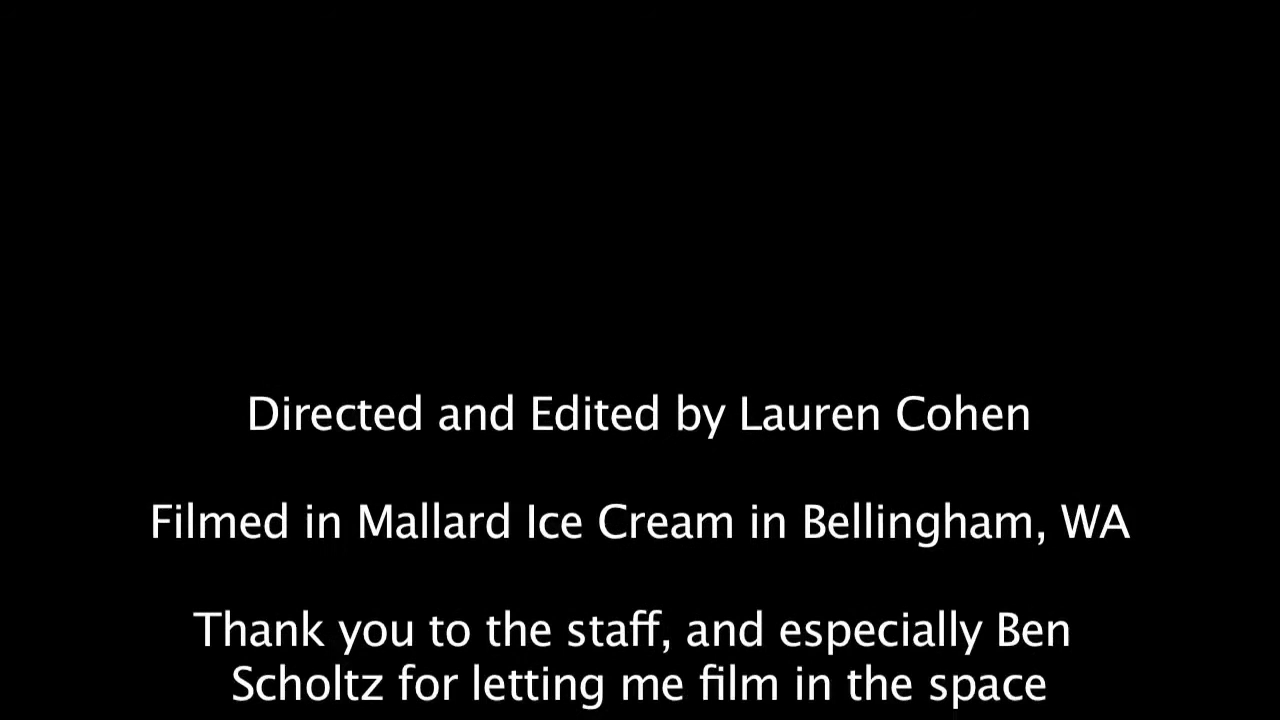 Directed and Edited by Lauren Cohen
Filmed in Mallard Ice Cream in Bellingham, WA
Thank you to the staff, and especially Ben
Scholtz for letting me film in the space